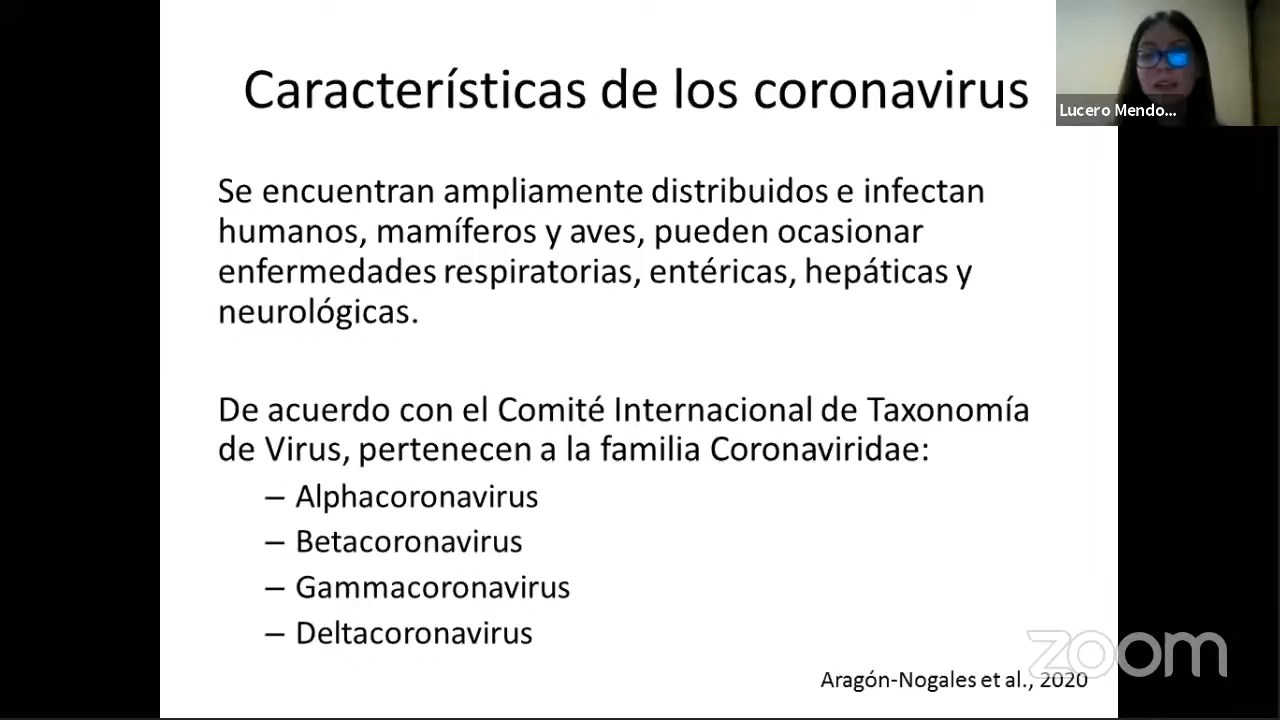 Características de los coronavirus
Lucero Mendo...
Se encuentran ampliamente distribuidos e infectan
humanos, mamíferos y aves, pueden ocasionar
enfermedades respiratorias, entéricas, hepáticas y
neurológicas.
De acuerdo con el Comité Internacional de Taxonomía
de Virus, pertenecen a la familia Coronaviridae:
– Alphacoronavirus
– Betacoronavirus
– Gammacoronavirus
– Deltacoronavirus
zoom
Aragón-Nogales et al., 2020